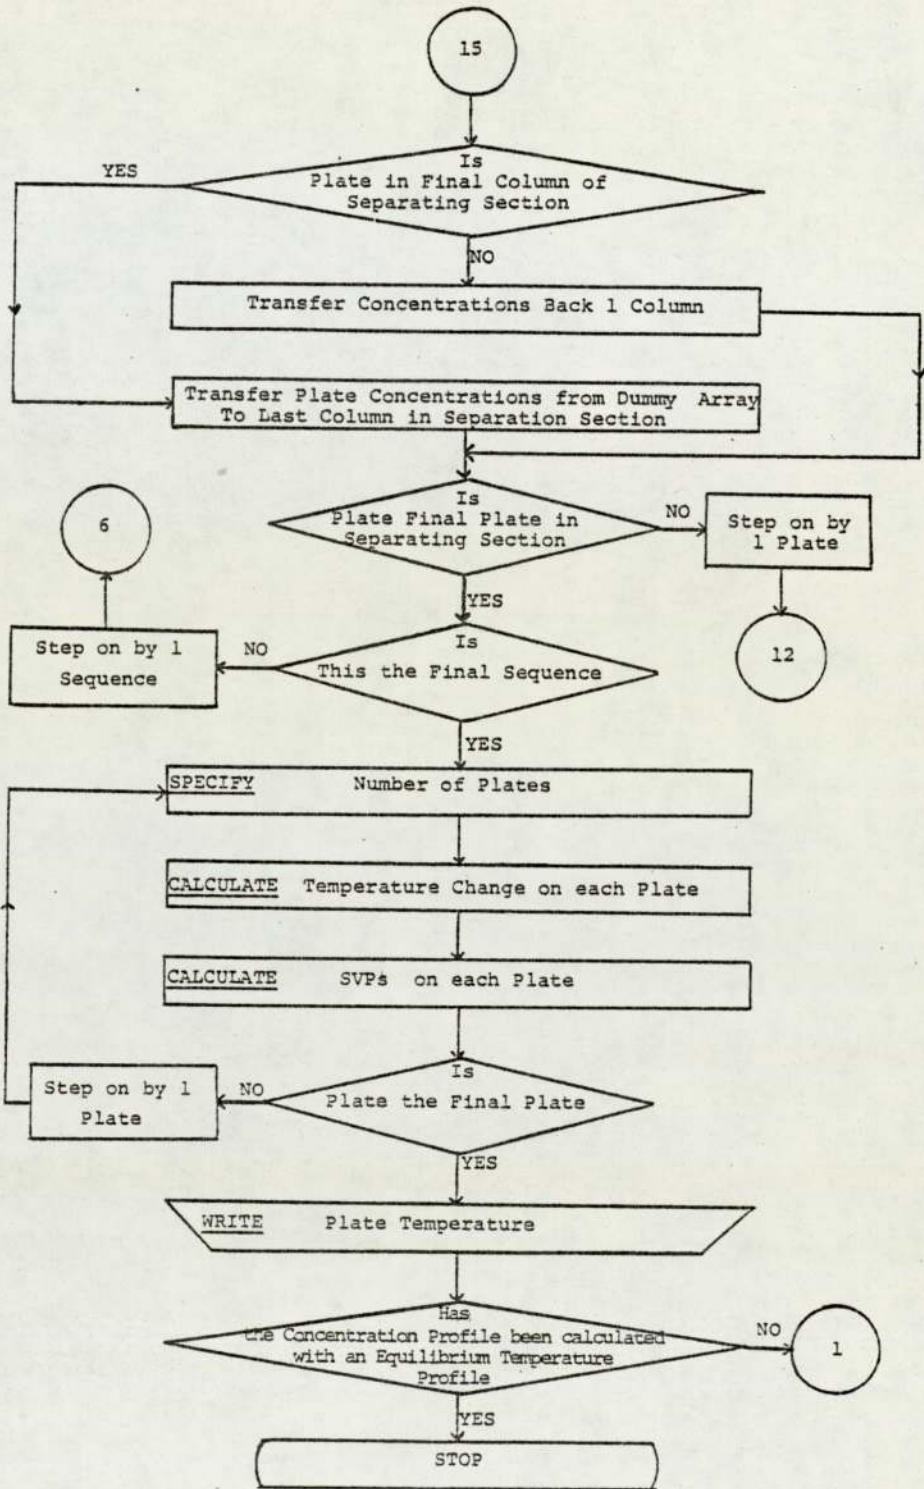 15
YES
Is
Plate in Final Column of
Separating Section
NO
Transfer Concentrations Back 1 Column
Transfer Plate Concentrations from Dummy Array
To Last Column in Separation Section
6
Is
Plate Final Plate in
Separating Section
NO
Step on by
1 Plate
YES
12
Step on by 1
Sequence
NO
Is
This the Final Sequence
YES
SPECIFY Number of Plates
CALCULATE Temperature Change on each Plate
CALCULATE SVPs on each Plate
Step on by 1
Plate
NO
Is
Plate the Final Plate
YES
WRITE Plate Temperature
Has
the Concentration Profile been calculated
with an Equilibrium Temperature
Profile
NO
1
YES
STOP